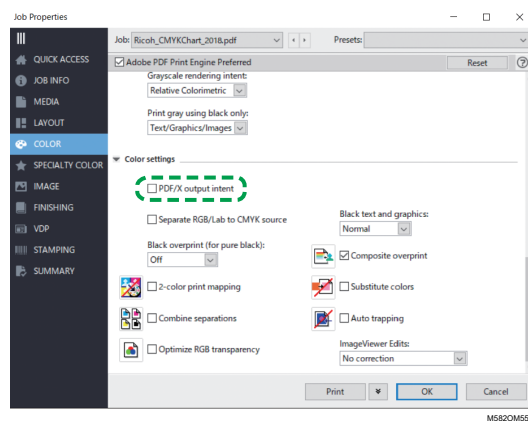 Job Properties
Job: Ricoh_CMYKChart_2018.pdf
Presets:
Adobe PDF Print Engine Preferred
Reset
QUICK ACCESS
JOB INFO
MEDIA
LAYOUT
COLOR
SPECIALTY COLOR
IMAGE
FINISHING
VDP
STAMPING
SUMMARY
Grayscale rendering intent:
Relative Colorimetric
Print gray using black only:
Text/Graphics/Images
Color settings
PDF/X output intent
Separate RGB/Lab to CMYK source
Black text and graphics:
Normal
Black overprint (for pure black):
Off
Composite overprint
2-color print mapping
Substitute colors
Combine separations
Auto trapping
Optimize RGB transparency
ImageViewer Edits:
No correction
Print
OK
Cancel
M582OM55